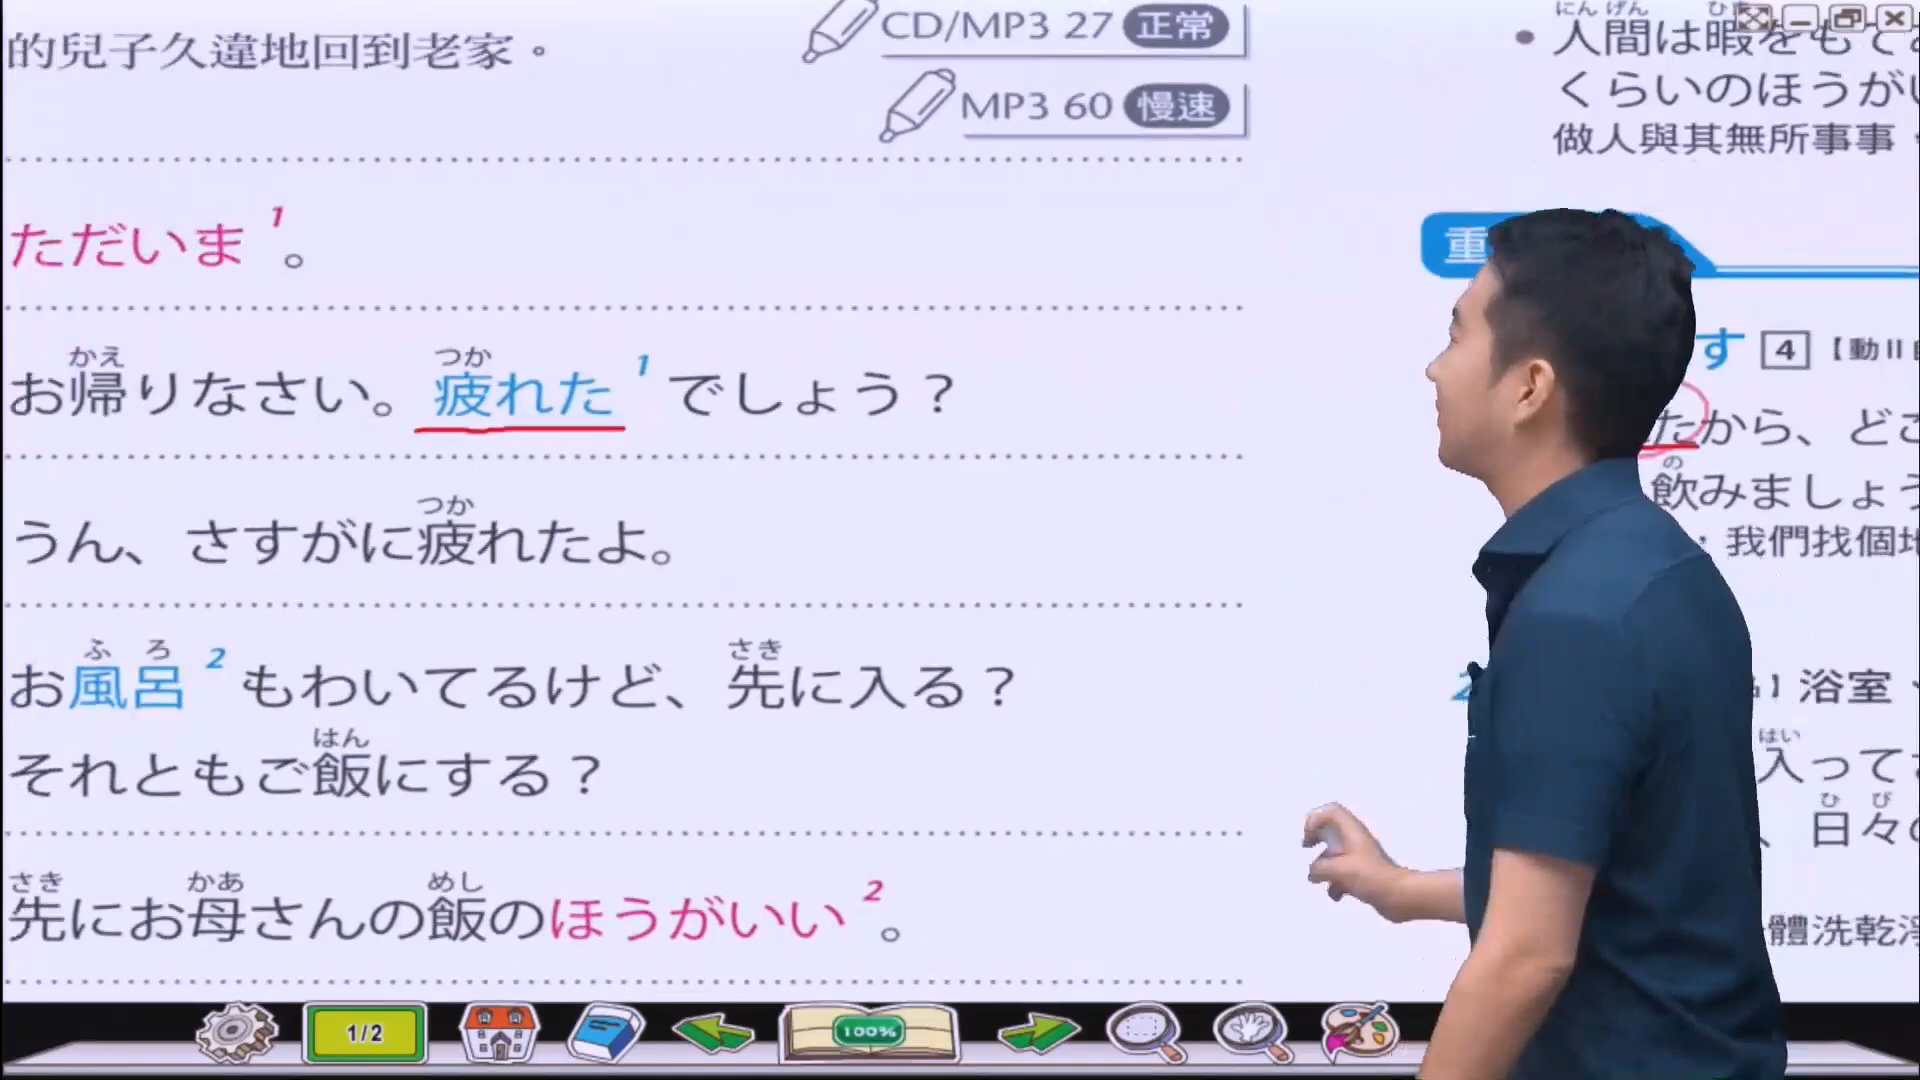 的兒子久違地回到老家。
CD/MP3 27 正常
MP3 60 慢速
ただいま 1。
かえ つか
お帰りなさい。疲れた 1 でしょう？
つか
うん、さすがに疲れたよ。
ふ ろ さき
お風呂 2 もわいてるけど、先に入る？
はん
それともご飯にする？
さき かあ めし
先にお母さんの飯のほうがいい 2。
1/2
100%
にん げん
人間は暇をもて
くらいのほうが
做人與其無所事事
重
す 4 【動II
たから、ど
の
飲みましょう
，我們找個
2 】浴室、
はい
入って
ひ び
、日々の
體洗乾淨